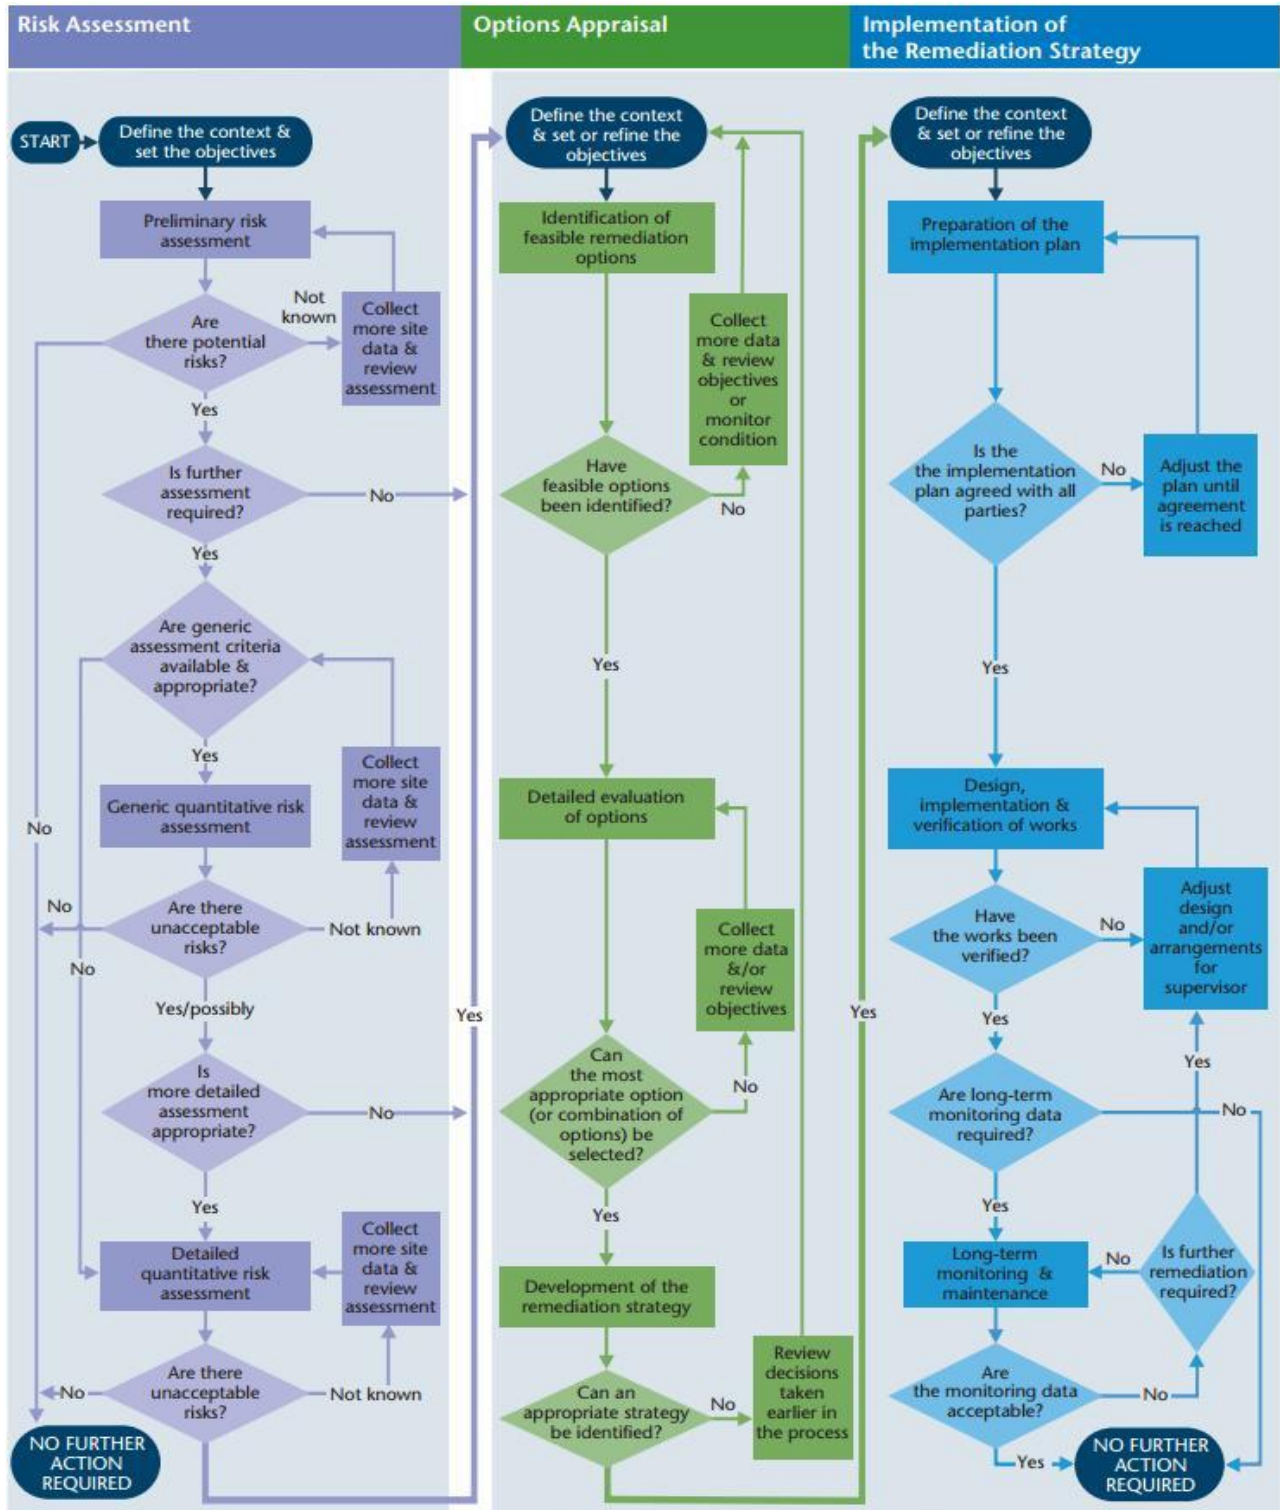 Risk Assessment
Options Appraisal
Implementation of
the Remediation Strategy
START
Define the context &
set the objectives
Preliminary risk
assessment
Are
there potential
risks?
Not
known
Collect
more site
data &
review
assessment
Yes
Is further
assessment
required?
No
Yes
Are generic
assessment criteria
available &
appropriate?
Yes
Collect
more site
data &
review
assessment
Generic quantitative risk
assessment
No
No
Are there
unacceptable
risks?
Not known
No
Yes/possibly
Is
more detailed
assessment
appropriate?
No
Yes
Detailed
quantitative risk
assessment
Collect
more site
data &
review
assessment
Are there
unacceptable
risks?
No
Not known
NO FURTHER
ACTION
REQUIRED
Yes
Define the context
& set or refine the
objectives
Identification of
feasible remediation
options
Collect
more data
& review
objectives
or
monitor
condition
Have
feasible options
been identified?
No
Yes
Detailed evaluation
of options
Collect
more data
&/or
review
objectives
Can
the most
appropriate option
(or combination of
options) be
selected?
No
Yes
Development of the
remediation strategy
Can an
appropriate strategy
be identified?
No
Review
decisions
taken
earlier in
the process
Yes
Define the context
& set or refine the
objectives
Preparation of the
implementation plan
Is the
the implementation
plan agreed with all
parties?
No
Adjust the
plan until
agreement
is reached
Yes
Design,
implementation &
verification of works
Have
the works been
verified?
No
Adjust
design
and/or
arrangements
for
supervisor
Yes
Yes
Are long-term
monitoring data
required?
No
Yes
Long-term
monitoring &
maintenance
No
Is further
remediation
required?
Are
the monitoring data
acceptable?
No
Yes
NO FURTHER
ACTION
REQUIRED